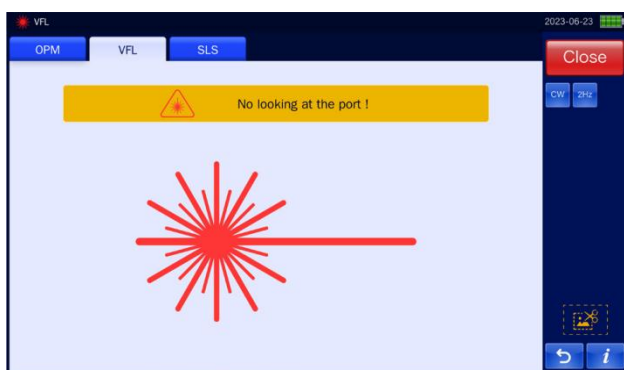 VFL 2023-06-23
OPM VFL SLS
Close
No looking at the port !
CW 2Hz
i